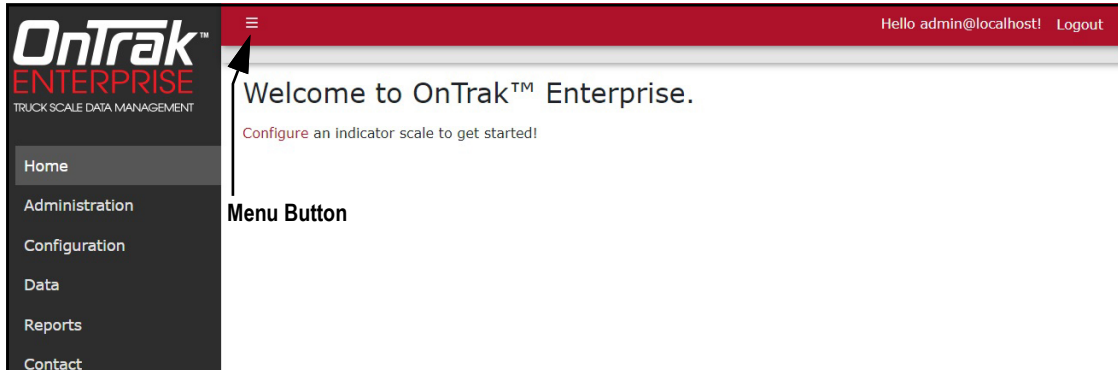 OnTrak™
ENTERPRISE
TRUCK SCALE DATA MANAGEMENT
Home
Administration
Configuration
Data
Reports
Contact
Hello admin@localhost! Logout
Welcome to OnTrak™ Enterprise.
Configure an indicator scale to get started!
Menu Button